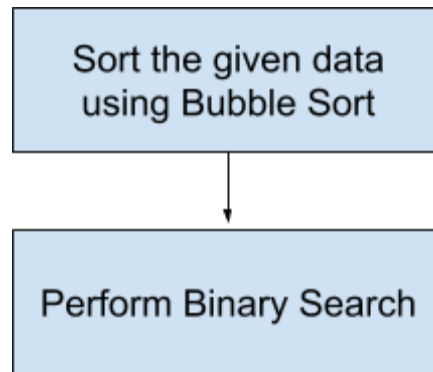 Sort the given data
using Bubble Sort
Perform Binary Search